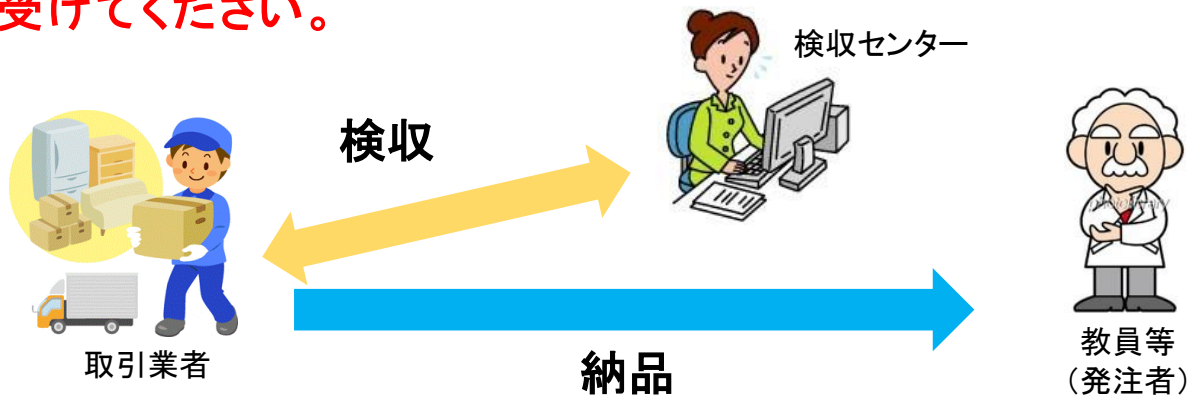 受けてください。
検収センター
検収
取引業者
納品
教員等
（発注者）